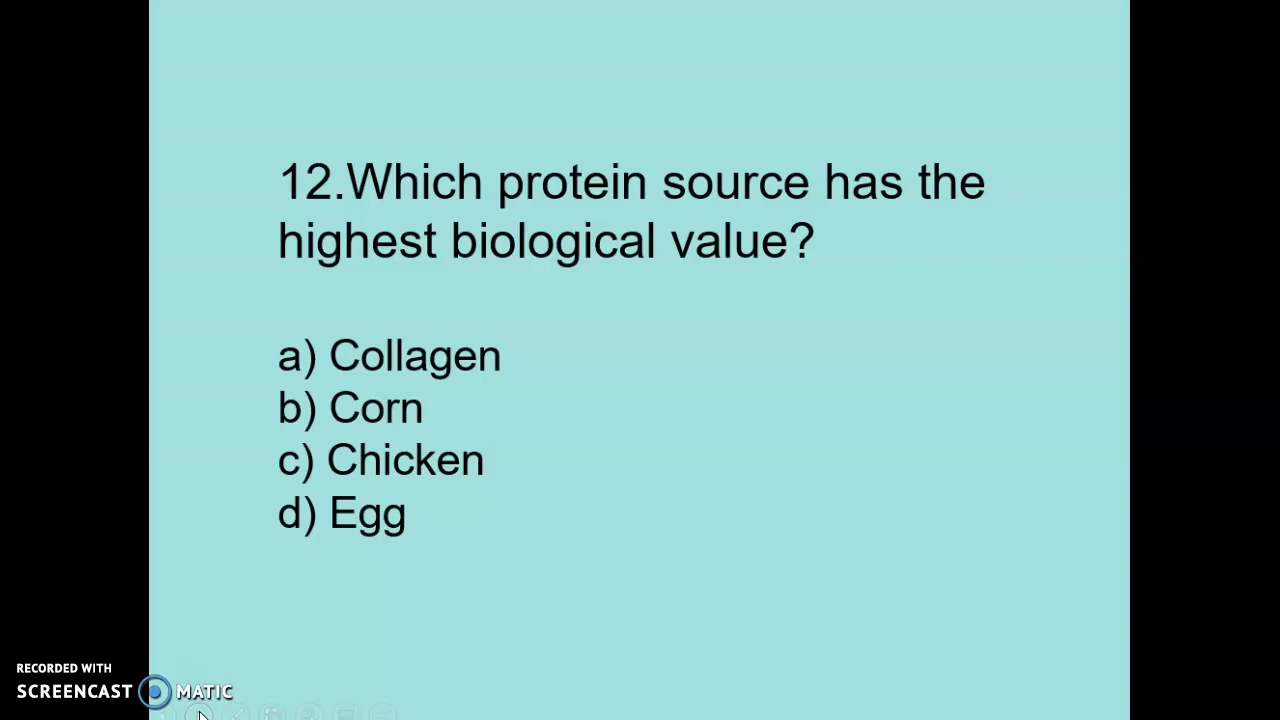 12.Which protein source has the
highest biological value?
a) Collagen
b) Corn
c) Chicken
d) Egg
RECORDED WITH
SCREENCAST MATIC